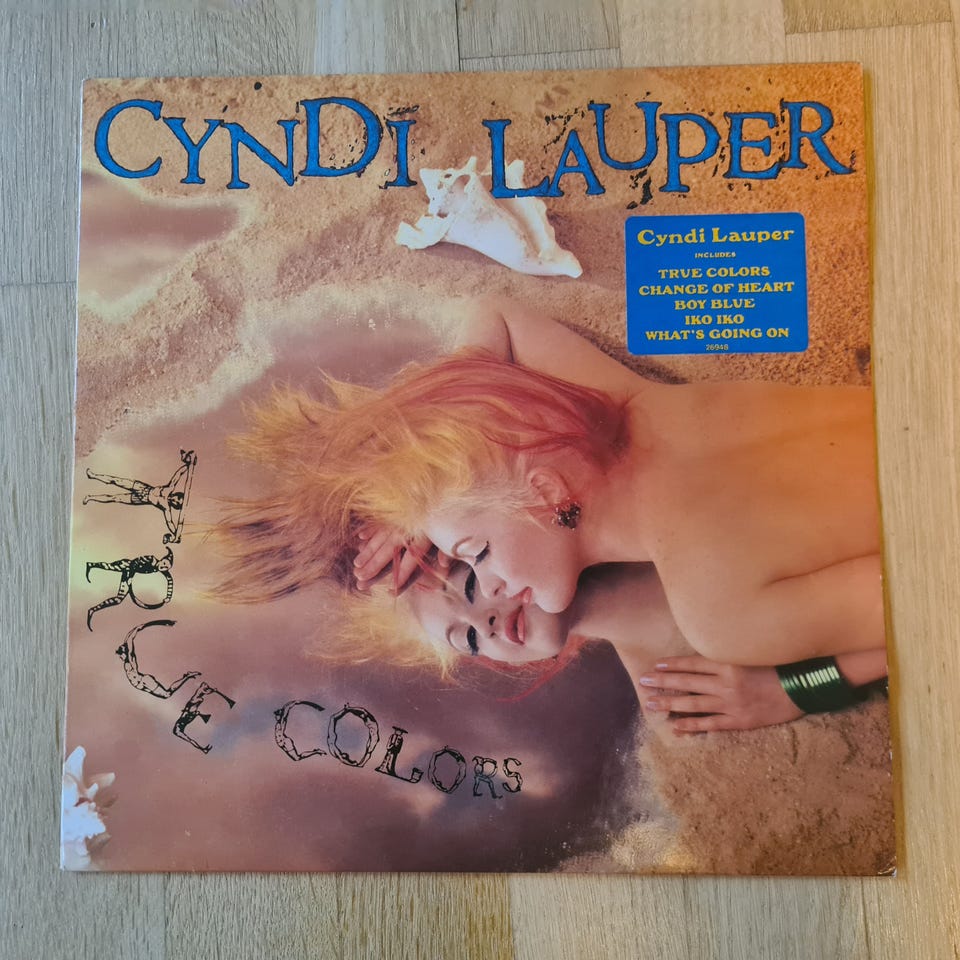 CYNDI LAUPER
Cyndi Lauper
INCLUDES
TRUE COLORS
CHANGE OF HEART
BOY BLUE
IKO IKO
WHAT'S GOING ON
26948
TRUE COLORS